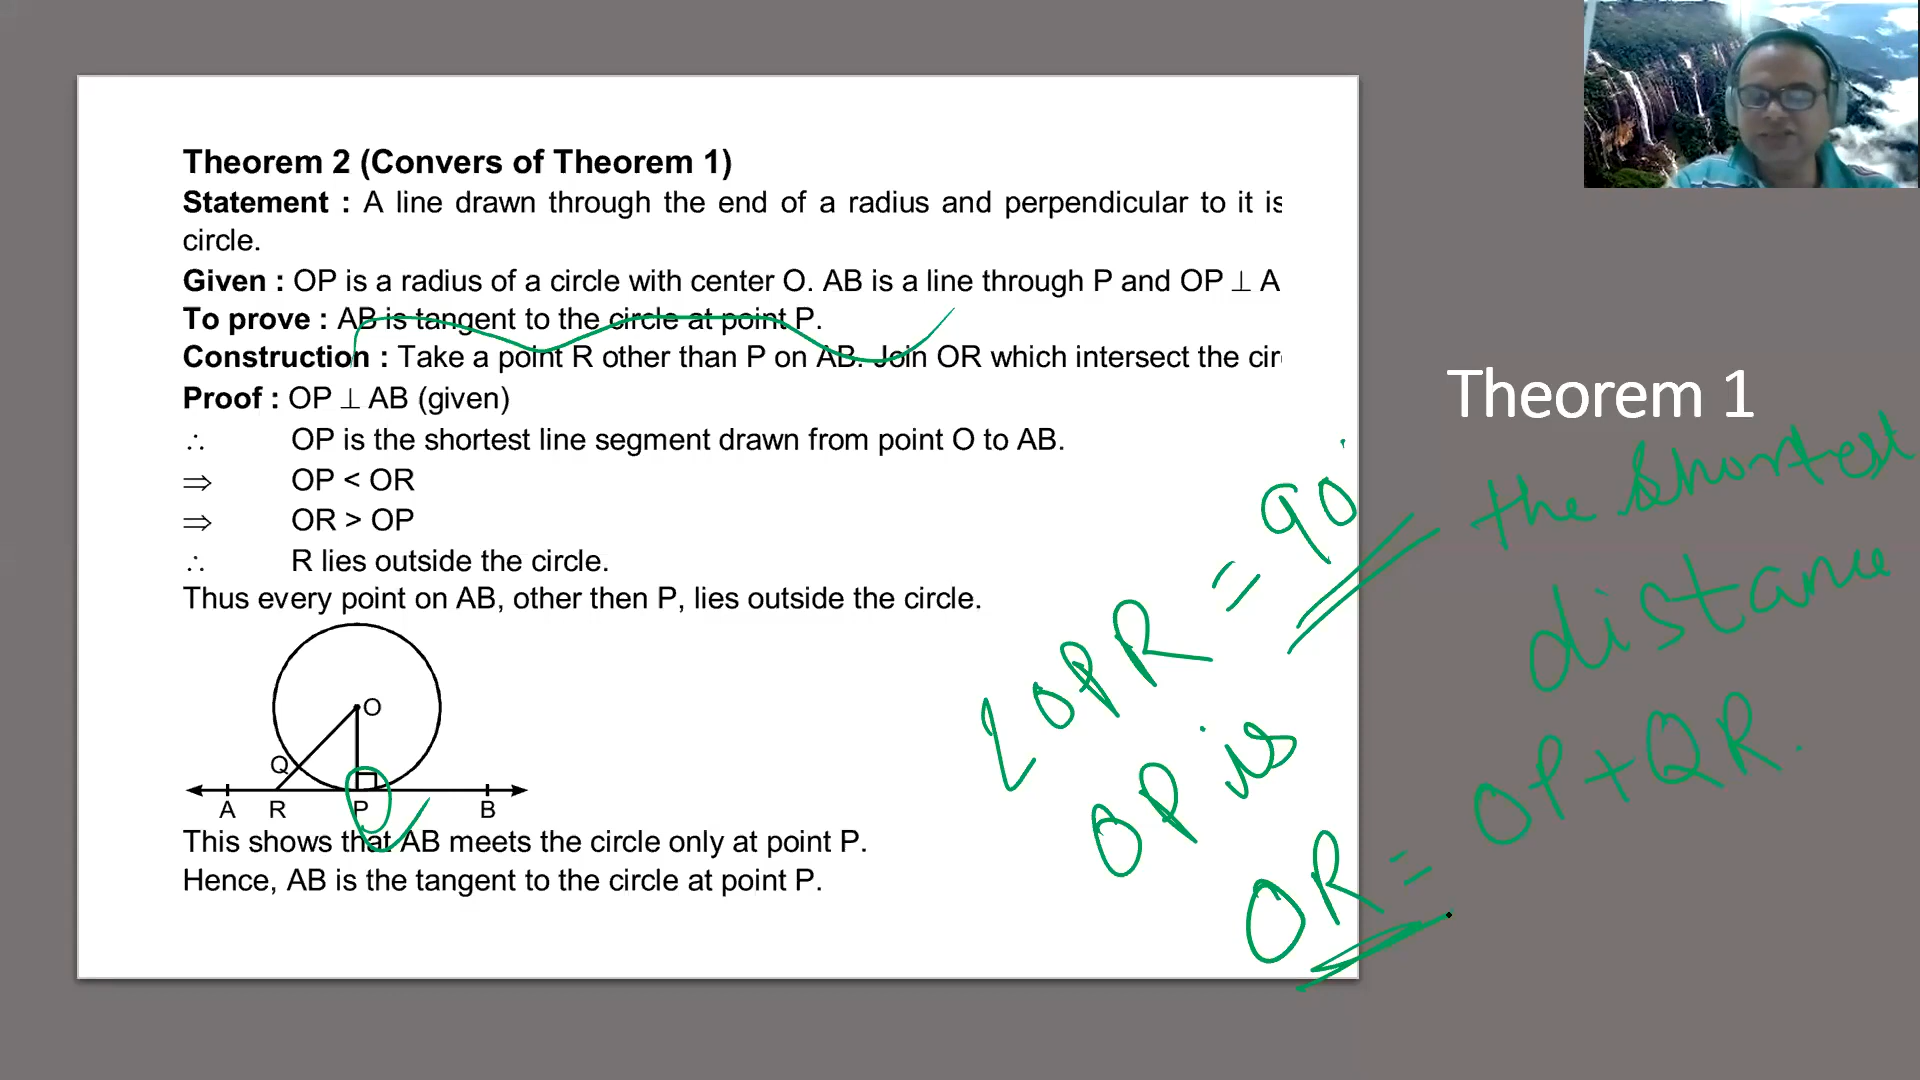 Theorem 2 (Convers of Theorem 1)
Statement : A line drawn through the end of a radius and perpendicular to it is
circle.
Given : OP is a radius of a circle with center O. AB is a line through P and OP ⊥ A
To prove : AB is tangent to the circle at point P.
Construction : Take a point R other than P on AB. Join OR which intersect the cir
Proof : OP ⊥ AB (given)
∴ OP is the shortest line segment drawn from point O to AB.
⇒ OP < OR
⇒ OR > OP
∴ R lies outside the circle.
Thus every point on AB, other then P, lies outside the circle.
O
Q
A R P B
This shows that AB meets the circle only at point P.
Hence, AB is the tangent to the circle at point P.
∠OPR = 90°
OP is
OR = OP + QR.
Theorem 1
the shortest
distance